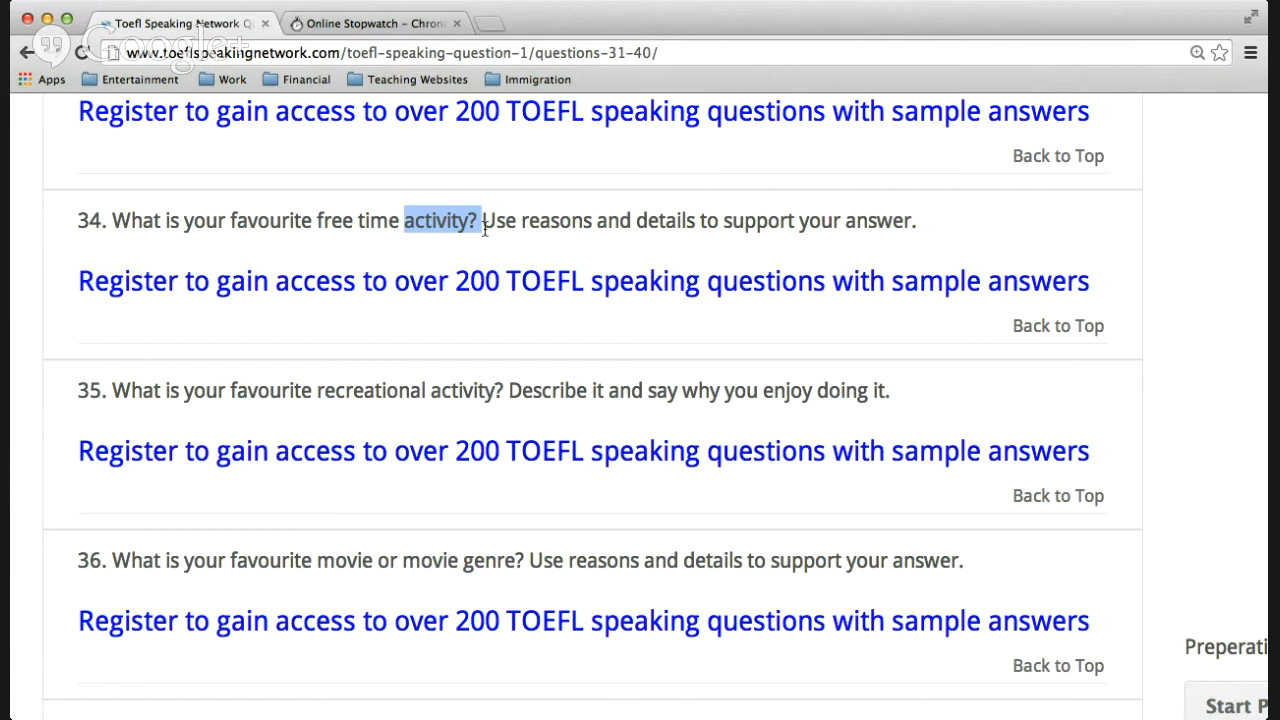 Toefl Speaking Network Q
Online Stopwatch – Chron
Google+
www.toeflspeakingnetwork.com/toefl-speaking-question-1/questions-31-40/
Apps Entertainment Work Financial Teaching Websites Immigration
Register to gain access to over 200 TOEFL speaking questions with sample answers
Back to Top
34. What is your favourite free time activity? Use reasons and details to support your answer.
Register to gain access to over 200 TOEFL speaking questions with sample answers
Back to Top
35. What is your favourite recreational activity? Describe it and say why you enjoy doing it.
Register to gain access to over 200 TOEFL speaking questions with sample answers
Back to Top
36. What is your favourite movie or movie genre? Use reasons and details to support your answer.
Register to gain access to over 200 TOEFL speaking questions with sample answers
Preperati
Back to Top
Start P